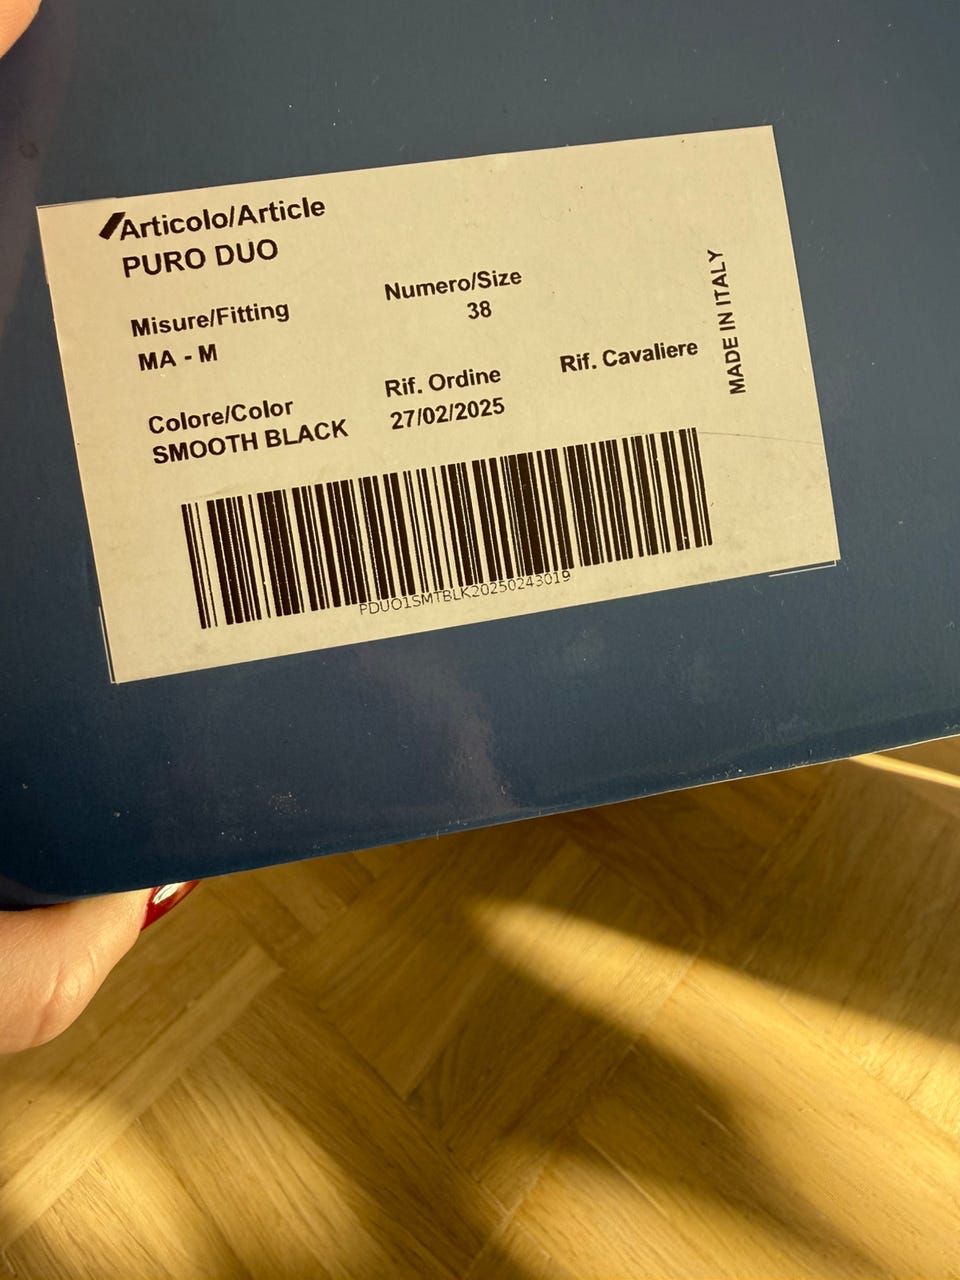 Articolo/Article
PURO DUO
Misure/Fitting
MA - M
Numero/Size
38
Colore/Color
SMOOTH BLACK
Rif. Ordine
27/02/2025
Rif. Cavaliere
MADE IN ITALY
PDUO1SMTBLK20250243019